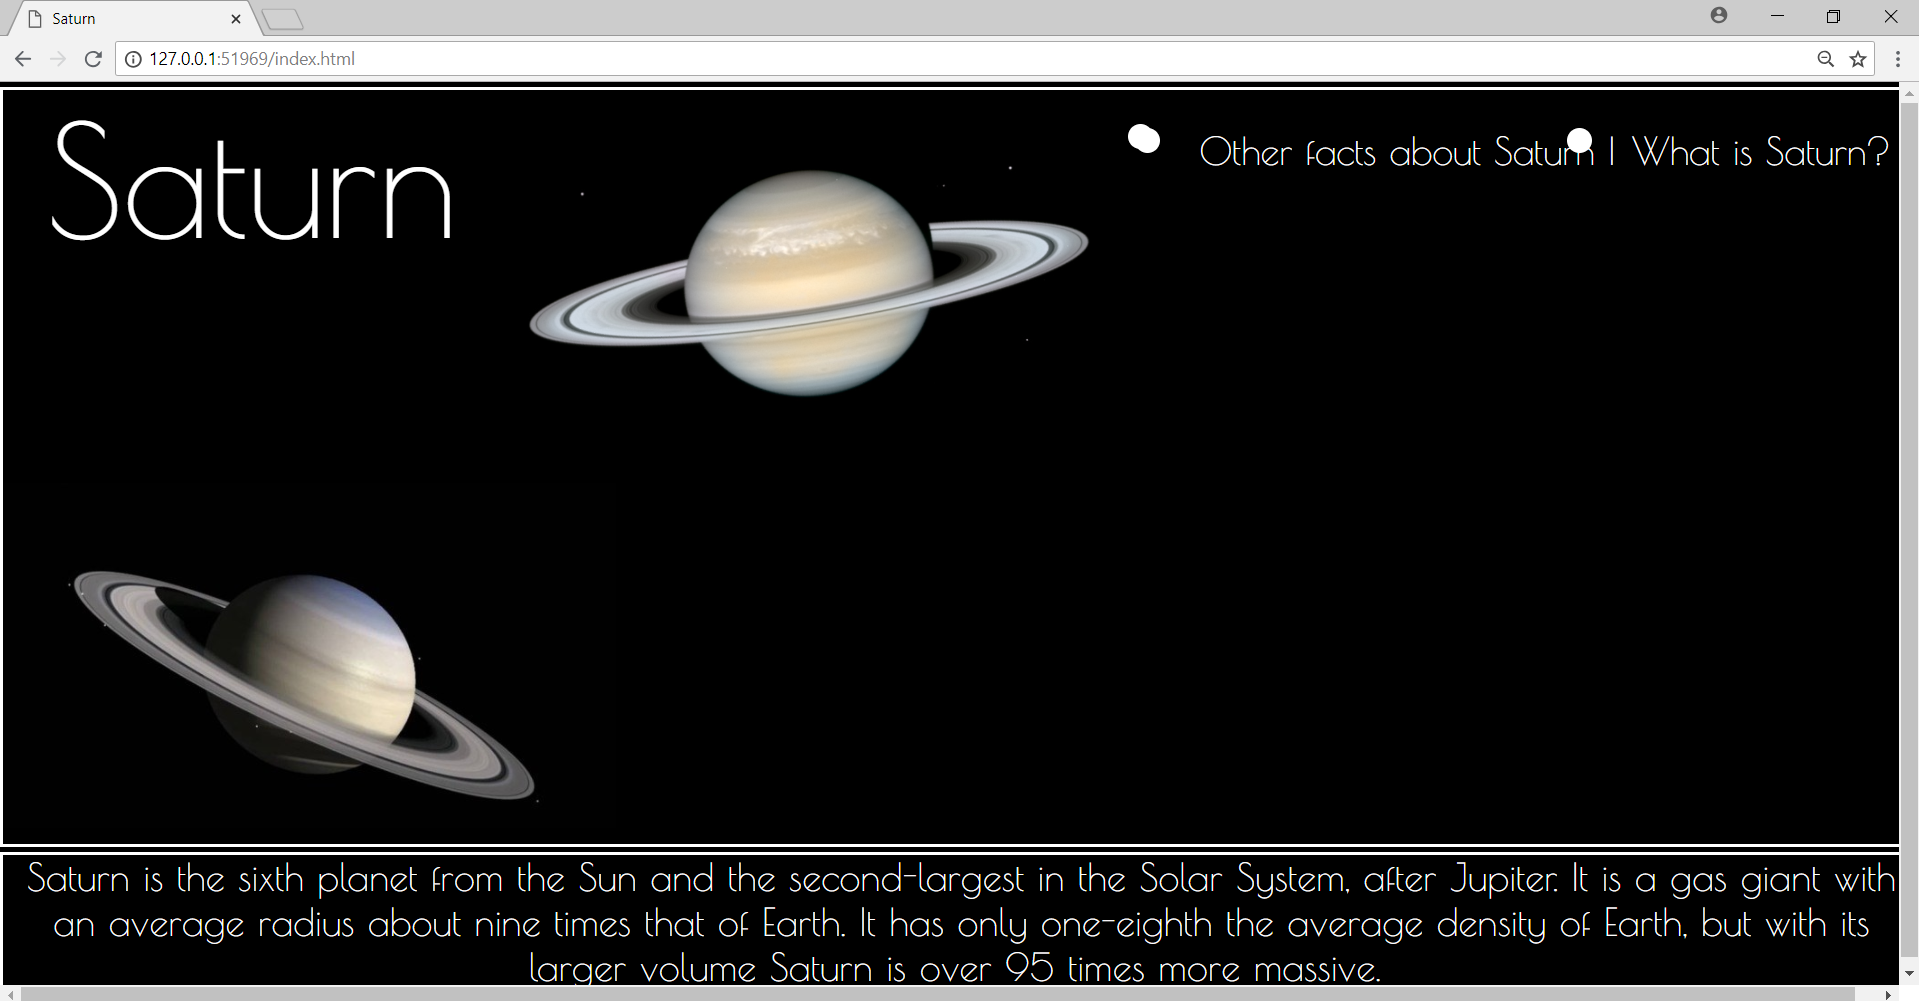 Saturn
127.0.0.1:51969/index.html
Saturn
Other facts about Saturn | What is Saturn?
Saturn is the sixth planet from the Sun and the second-largest in the Solar System, after Jupiter. It is a gas giant with
an average radius about nine times that of Earth. It has only one-eighth the average density of Earth, but with its
larger volume Saturn is over 95 times more massive.